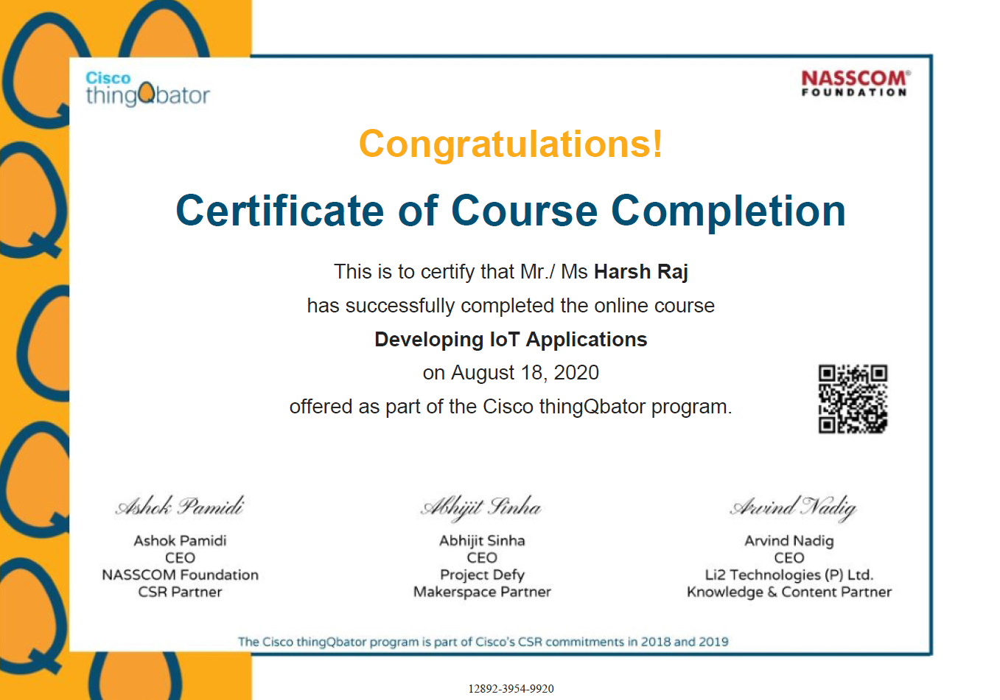 Cisco
thingQbator
NASSCOM®
FOUNDATION
Congratulations!
Certificate of Course Completion
This is to certify that Mr./ Ms Harsh Raj
has successfully completed the online course
Developing IoT Applications
on August 18, 2020
offered as part of the Cisco thingQbator program.
Ashok Pamidi
Ashok Pamidi
CEO
NASSCOM Foundation
CSR Partner
Abhijit Sinha
Abhijit Sinha
CEO
Project Defy
Makerspace Partner
Arvind Nadig
Arvind Nadig
CEO
Li2 Technologies (P) Ltd.
Knowledge & Content Partner
The Cisco thingQbator program is part of Cisco's CSR commitments in 2018 and 2019
12892-3954-9920